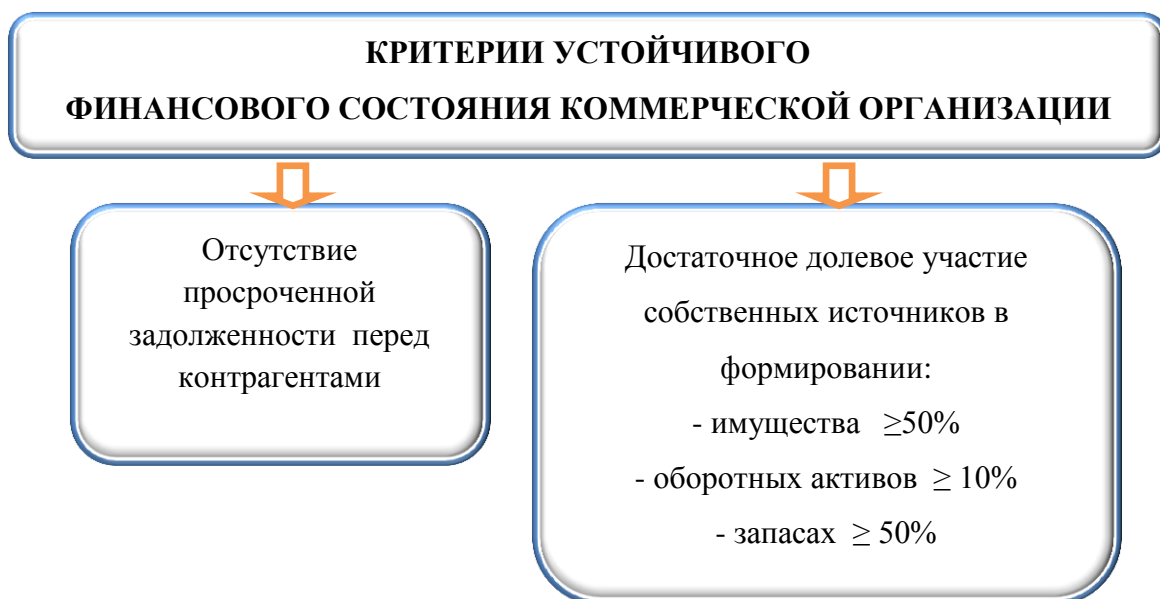 КРИТЕРИИ УСТОЙЧИВОГО
ФИНАНСОВОГО СОСТОЯНИЯ КОММЕРЧЕСКОЙ ОРГАНИЗАЦИИ
Отсутствие
просроченной
задолженности перед
контрагентами
Достаточное долевое участие
собственных источников в
формировании:
- имущества ≥50%
- оборотных активов ≥ 10%
- запасах ≥ 50%